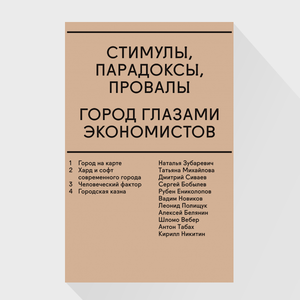 СТИМУЛЫ,
ПАРАДОКСЫ,
ПРОВАЛЫ
ГОРОД ГЛАЗАМИ
ЭКОНОМИСТОВ
1 Город на карте
2 Хард и софт
современного города
3 Человеческий фактор
4 Городская казна
Наталья Зубаревич
Татьяна Михайлова
Дмитрий Сиваев
Сергей Бобылев
Рубен Ениколопов
Вадим Новиков
Леонид Полищук
Алексей Белянин
Шломо Вебер
Антон Табах
Кирилл Никитин